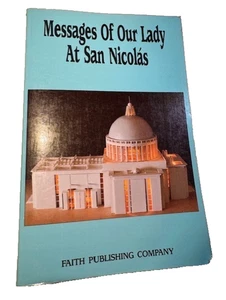 Messages Of Our Lady
At San Nicolás
FAITH PUBLISHING COMPANY